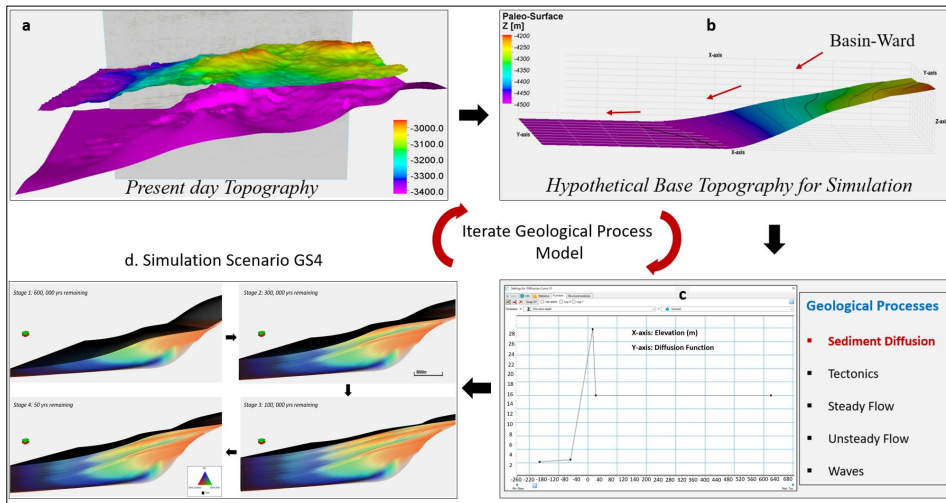 a
-3000.0
-3100.0
-3200.0
-3300.0
-3400.0
Present day Topography
Paleo-Surface
Z [m]
-4200
-4250
-4300
-4350
-4400
-4450
-4500
b
Basin-Ward
X-axis
Y-axis
Z-axis
Y-axis
X-axis
Y-axis
Hypothetical Base Topography for Simulation
Iterate Geological Process
Model
d. Simulation Scenario GS4
Stage 1: 600, 000 yrs remaining
Stage 2: 300, 000 yrs remaining
Stage 4: 50 yrs remaining
Stage 3: 100, 000 yrs remaining
c
X-axis: Elevation (m)
Y-axis: Diffusion Function
28
26
24
22
20
18
16
14
12
10
8
6
4
2
-260 -220 -180 -140 -100 -60 -20 0 40 80 120 160 200 240 280 320 360 400 440 480 520 560 600 640 680
Geological Processes
Sediment Diffusion
Tectonics
Steady Flow
Unsteady Flow
Waves